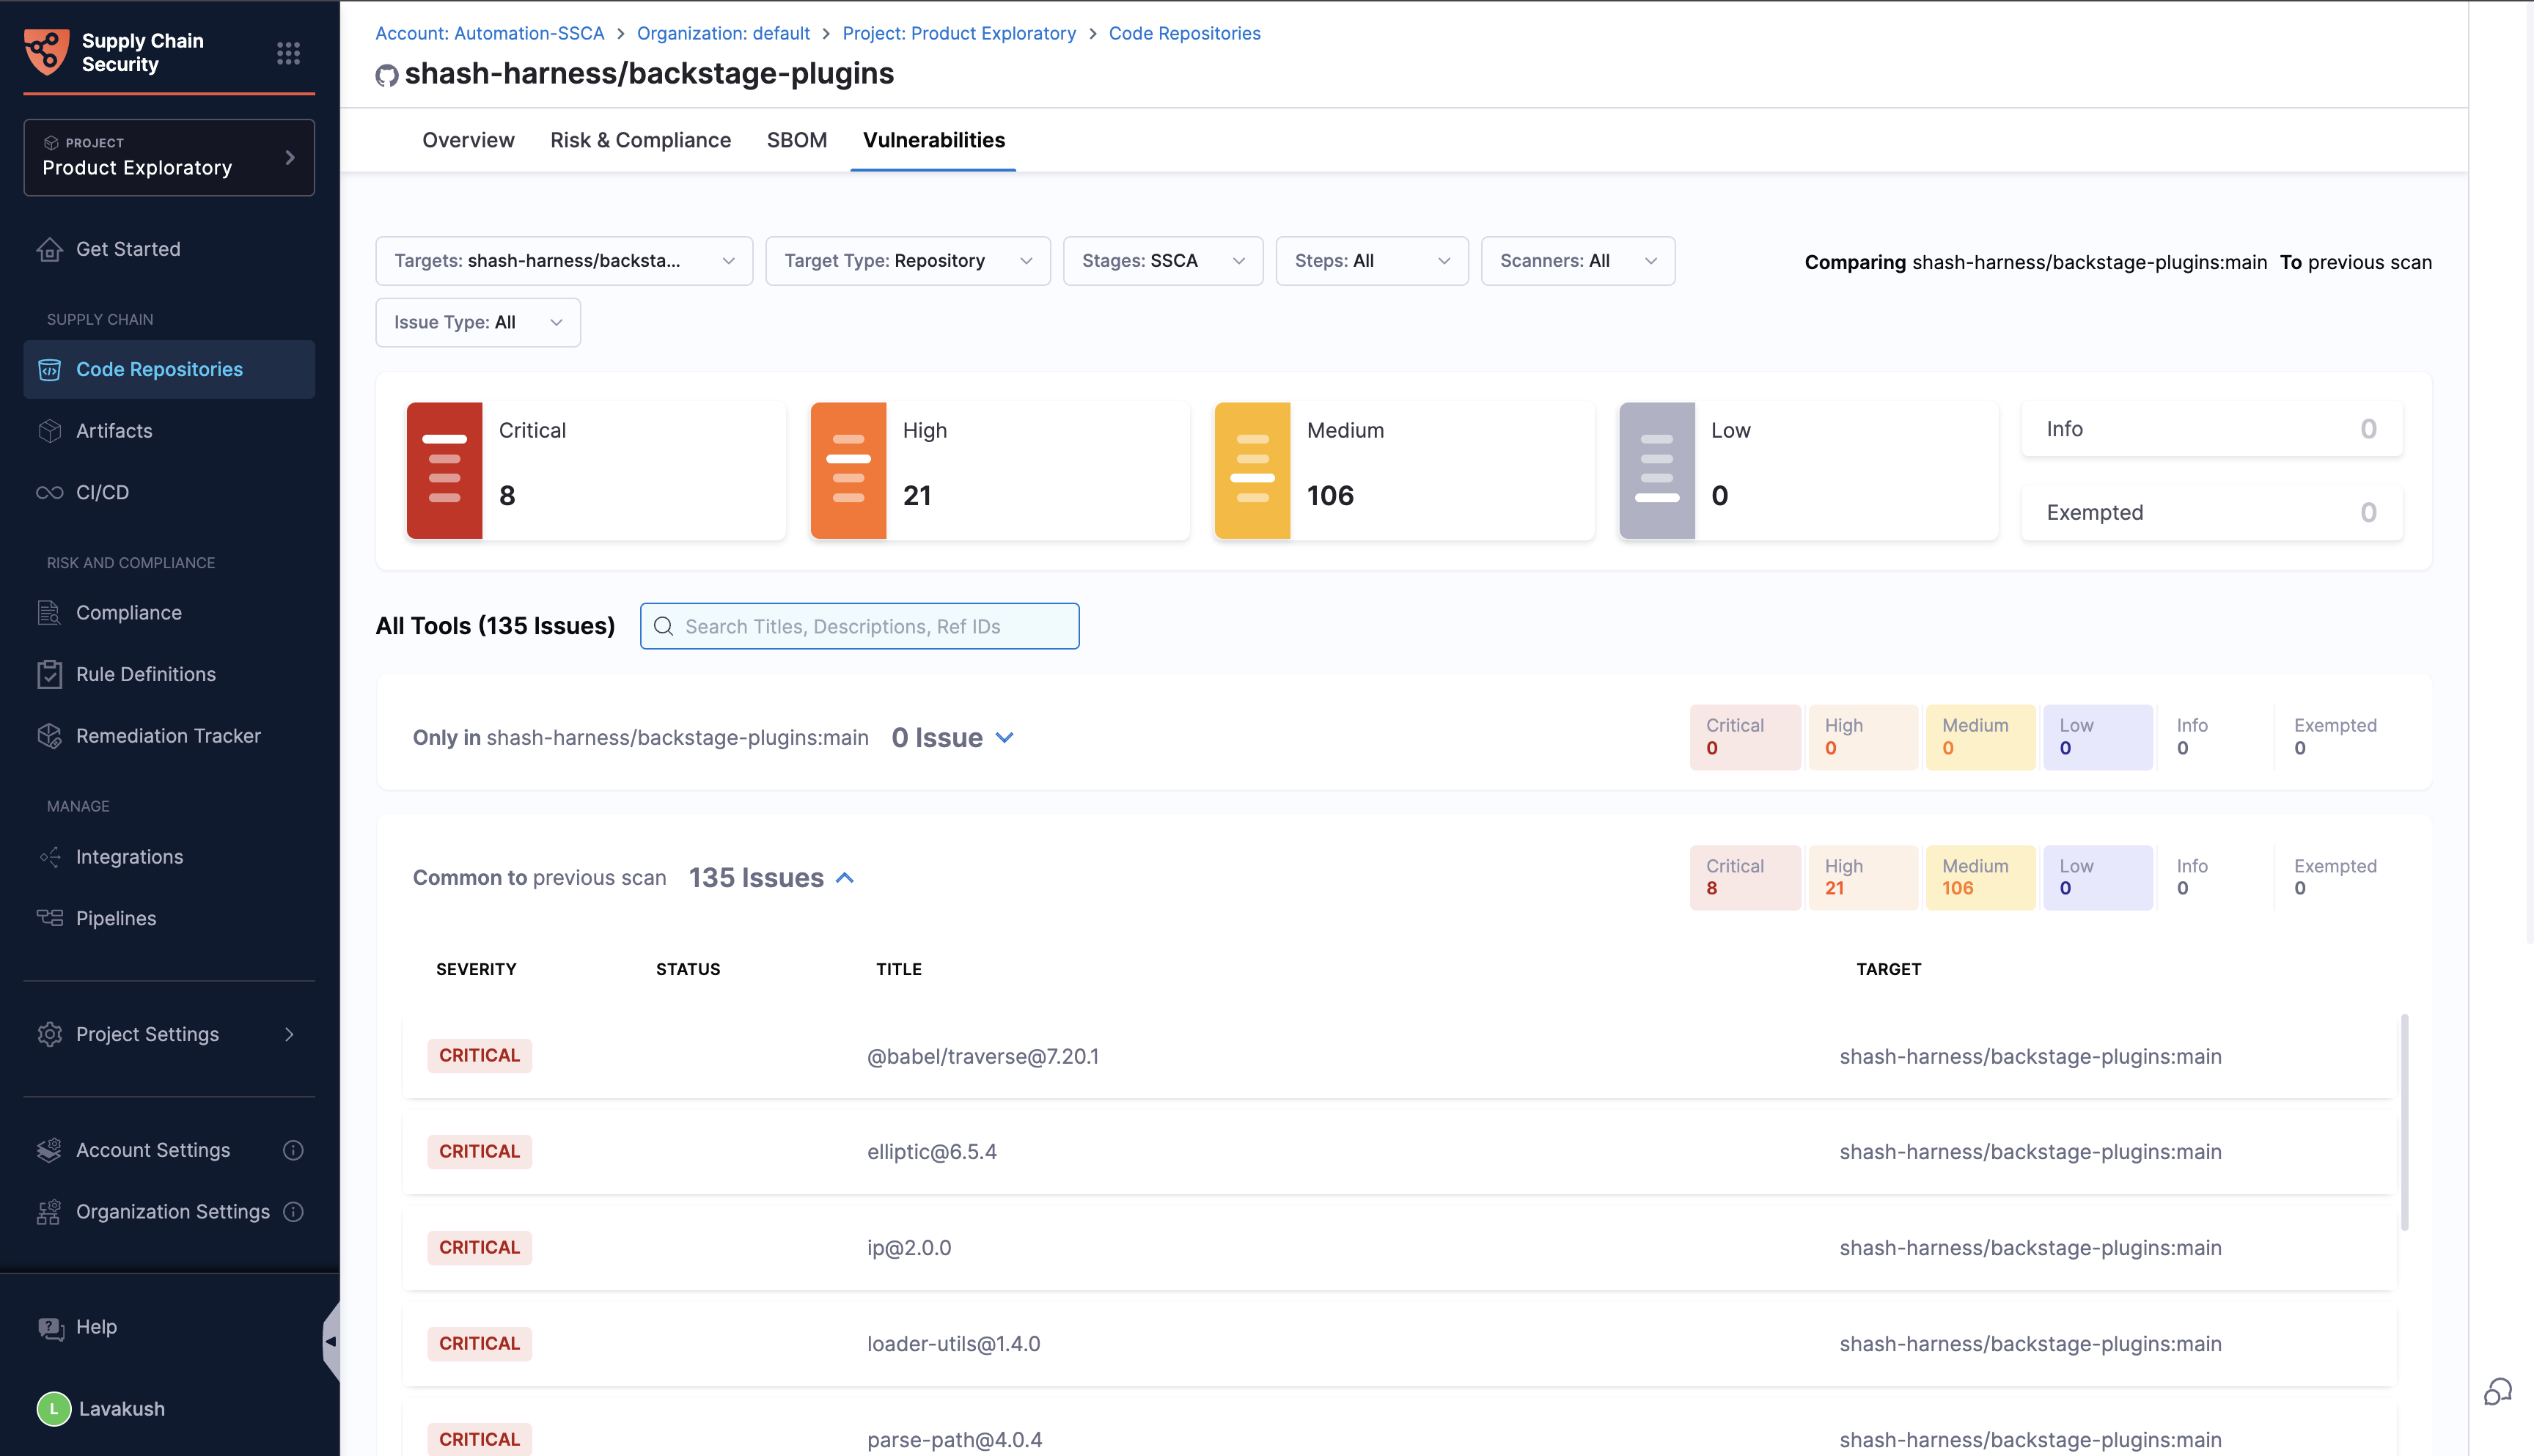 Supply Chain
Security
PROJECT
Product Exploratory
Get Started
SUPPLY CHAIN
Code Repositories
Artifacts
CI/CD
RISK AND COMPLIANCE
Compliance
Rule Definitions
Remediation Tracker
MANAGE
Integrations
Pipelines
Project Settings
Account Settings
Organization Settings
Help
L Lavakush
Account: Automation-SSCA > Organization: default > Project: Product Exploratory > Code Repositories
shash-harness/backstage-plugins
Overview Risk & Compliance SBOM Vulnerabilities
Targets: shash-harness/backsta... Target Type: Repository Stages: SSCA Steps: All Scanners: All Comparing shash-harness/backstage-plugins:main To previous scan
Issue Type: All
Critical
8
High
21
Medium
106
Low
0
Info 0
Exempted 0
All Tools (135 Issues) Search Titles, Descriptions, Ref IDs
Only in shash-harness/backstage-plugins:main 0 Issue
Critical High Medium Low Info Exempted
0 0 0 0 0 0
Common to previous scan 135 Issues
Critical High Medium Low Info Exempted
8 21 106 0 0 0
SEVERITY STATUS TITLE TARGET
CRITICAL @babel/traverse@7.20.1 shash-harness/backstage-plugins:main
CRITICAL elliptic@6.5.4 shash-harness/backstage-plugins:main
CRITICAL ip@2.0.0 shash-harness/backstage-plugins:main
CRITICAL loader-utils@1.4.0 shash-harness/backstage-plugins:main
CRITICAL parse-path@4.0.4 shash-harness/backstage-plugins:main